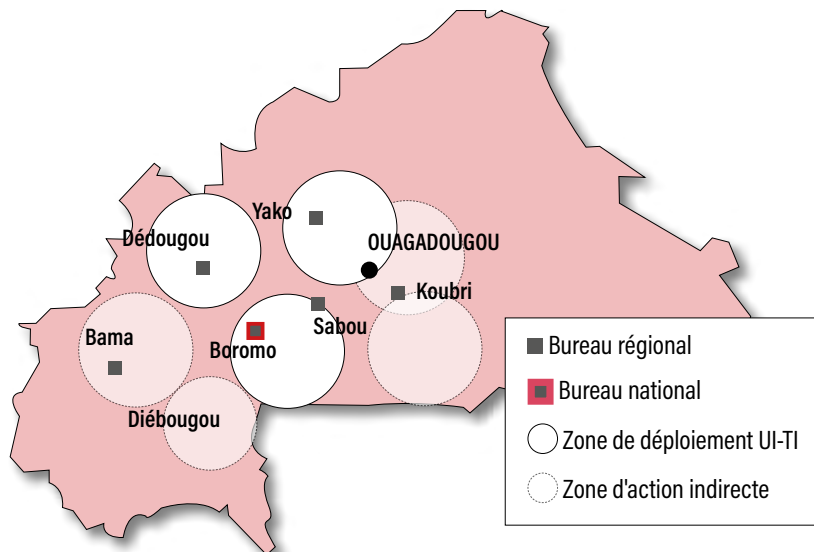 Yako
Dédougou
OUAGADOUGOU
Koubri
Sabou
Bama
Boromo
Diébougou
Bureau régional
Bureau national
Zone de déploiement UI-TI
Zone d'action indirecte